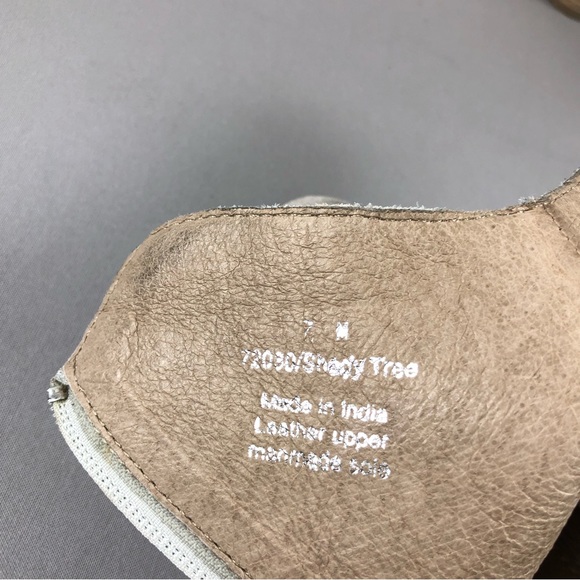 7 M
72030/Shady Tree
Made in India
Leather upper
manmade sole